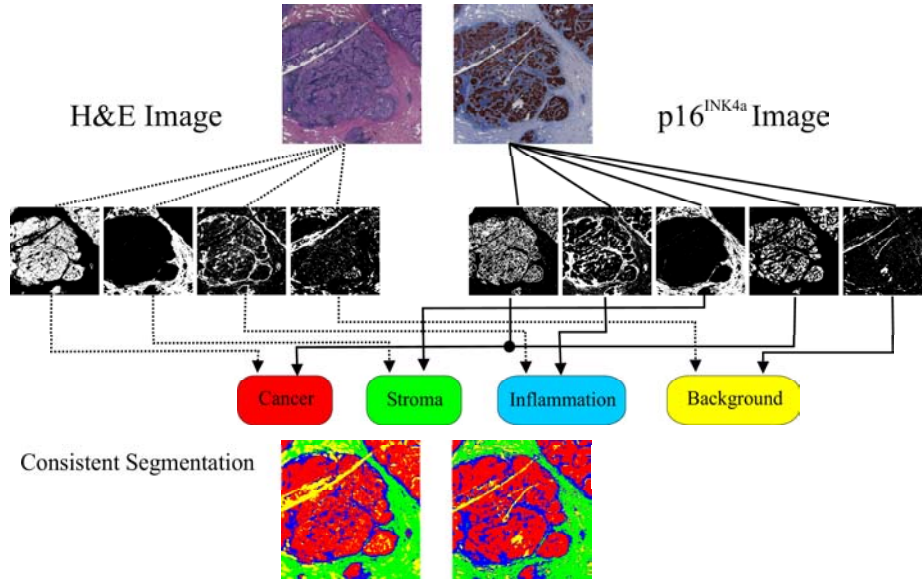 H&E Image
p16INK4a Image
Cancer
Stroma
Inflammation
Background
Consistent Segmentation